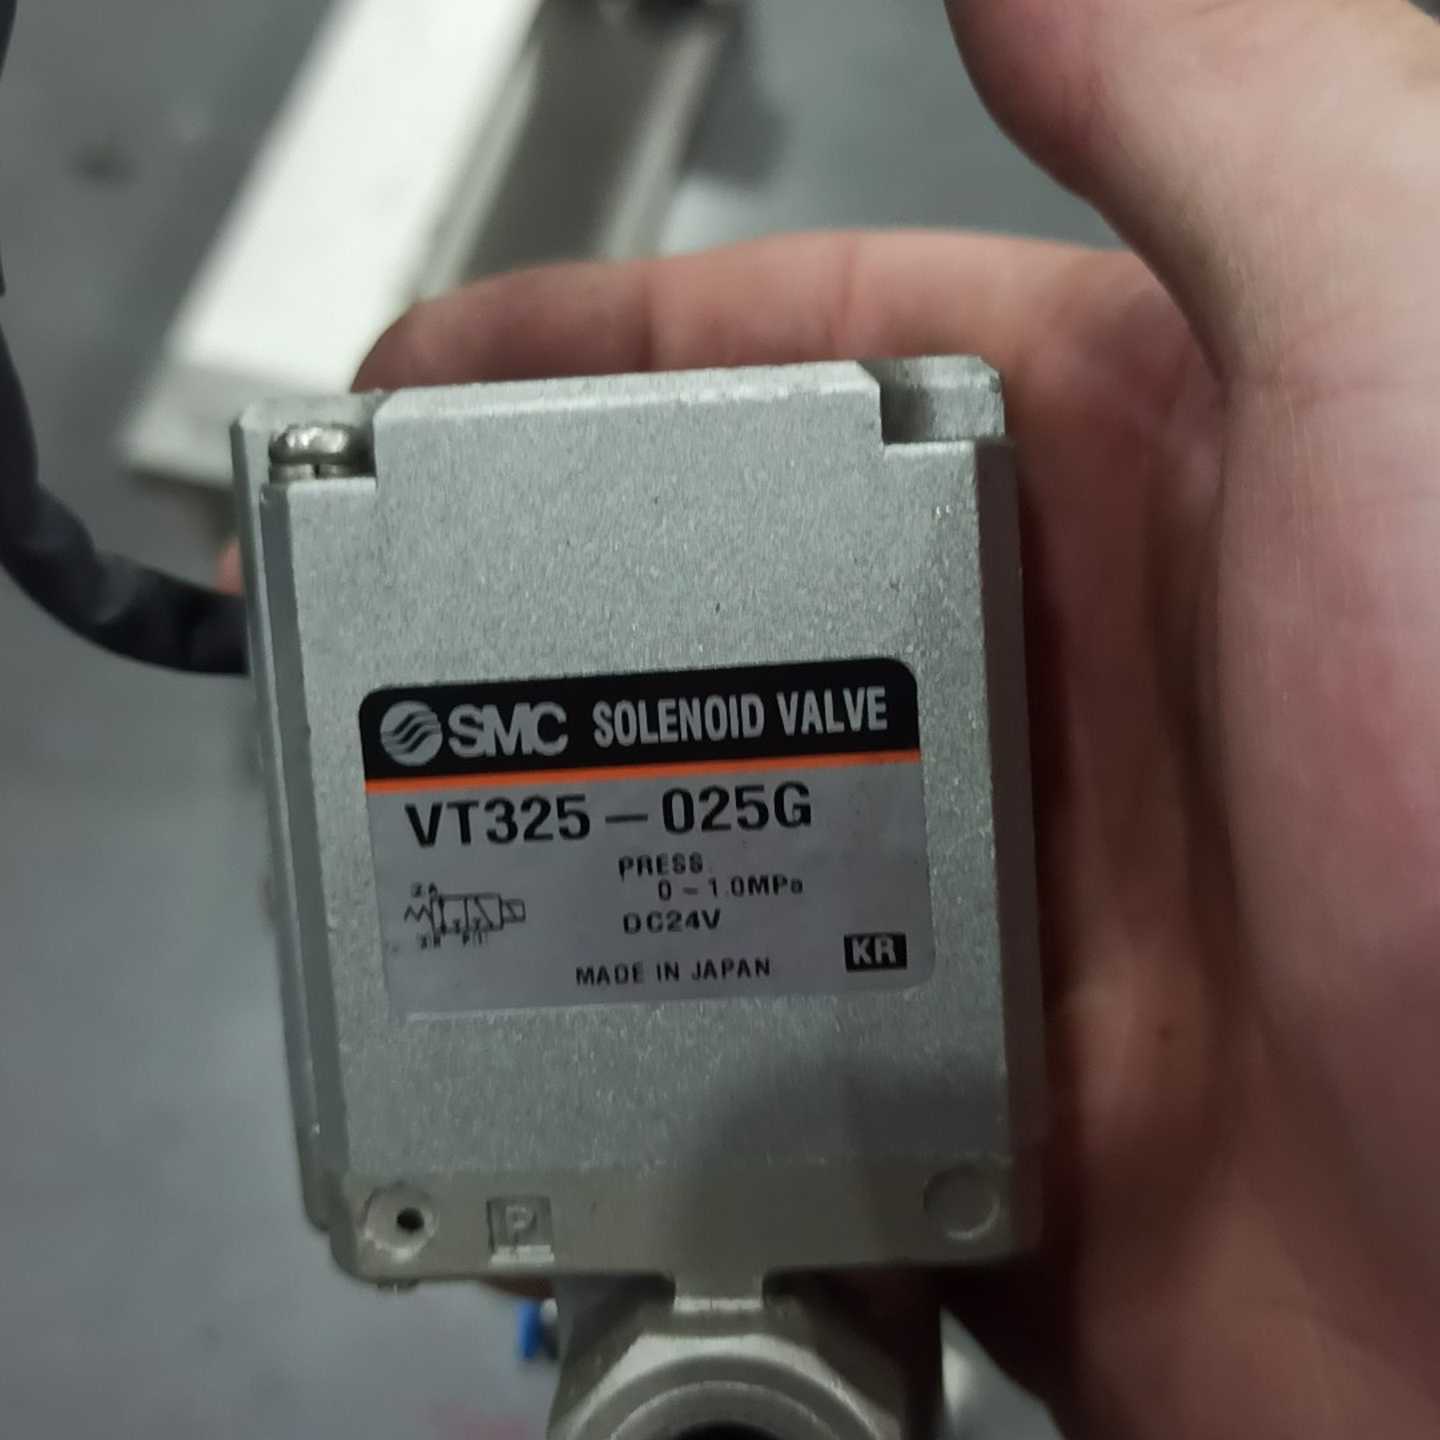 SMC SOLENOID VALVE
VT325-025G
PRESS.
0~1.0MPa
DC24V
MADE IN JAPAN
KR
P